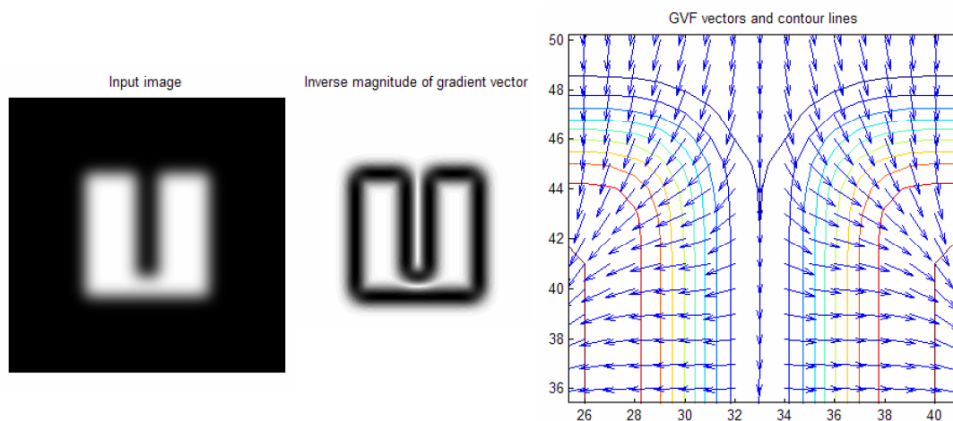 Input image
Inverse magnitude of gradient vector
GVF vectors and contour lines
50
48
46
44
42
40
38
36
26 28 30 32 34 36 38 40